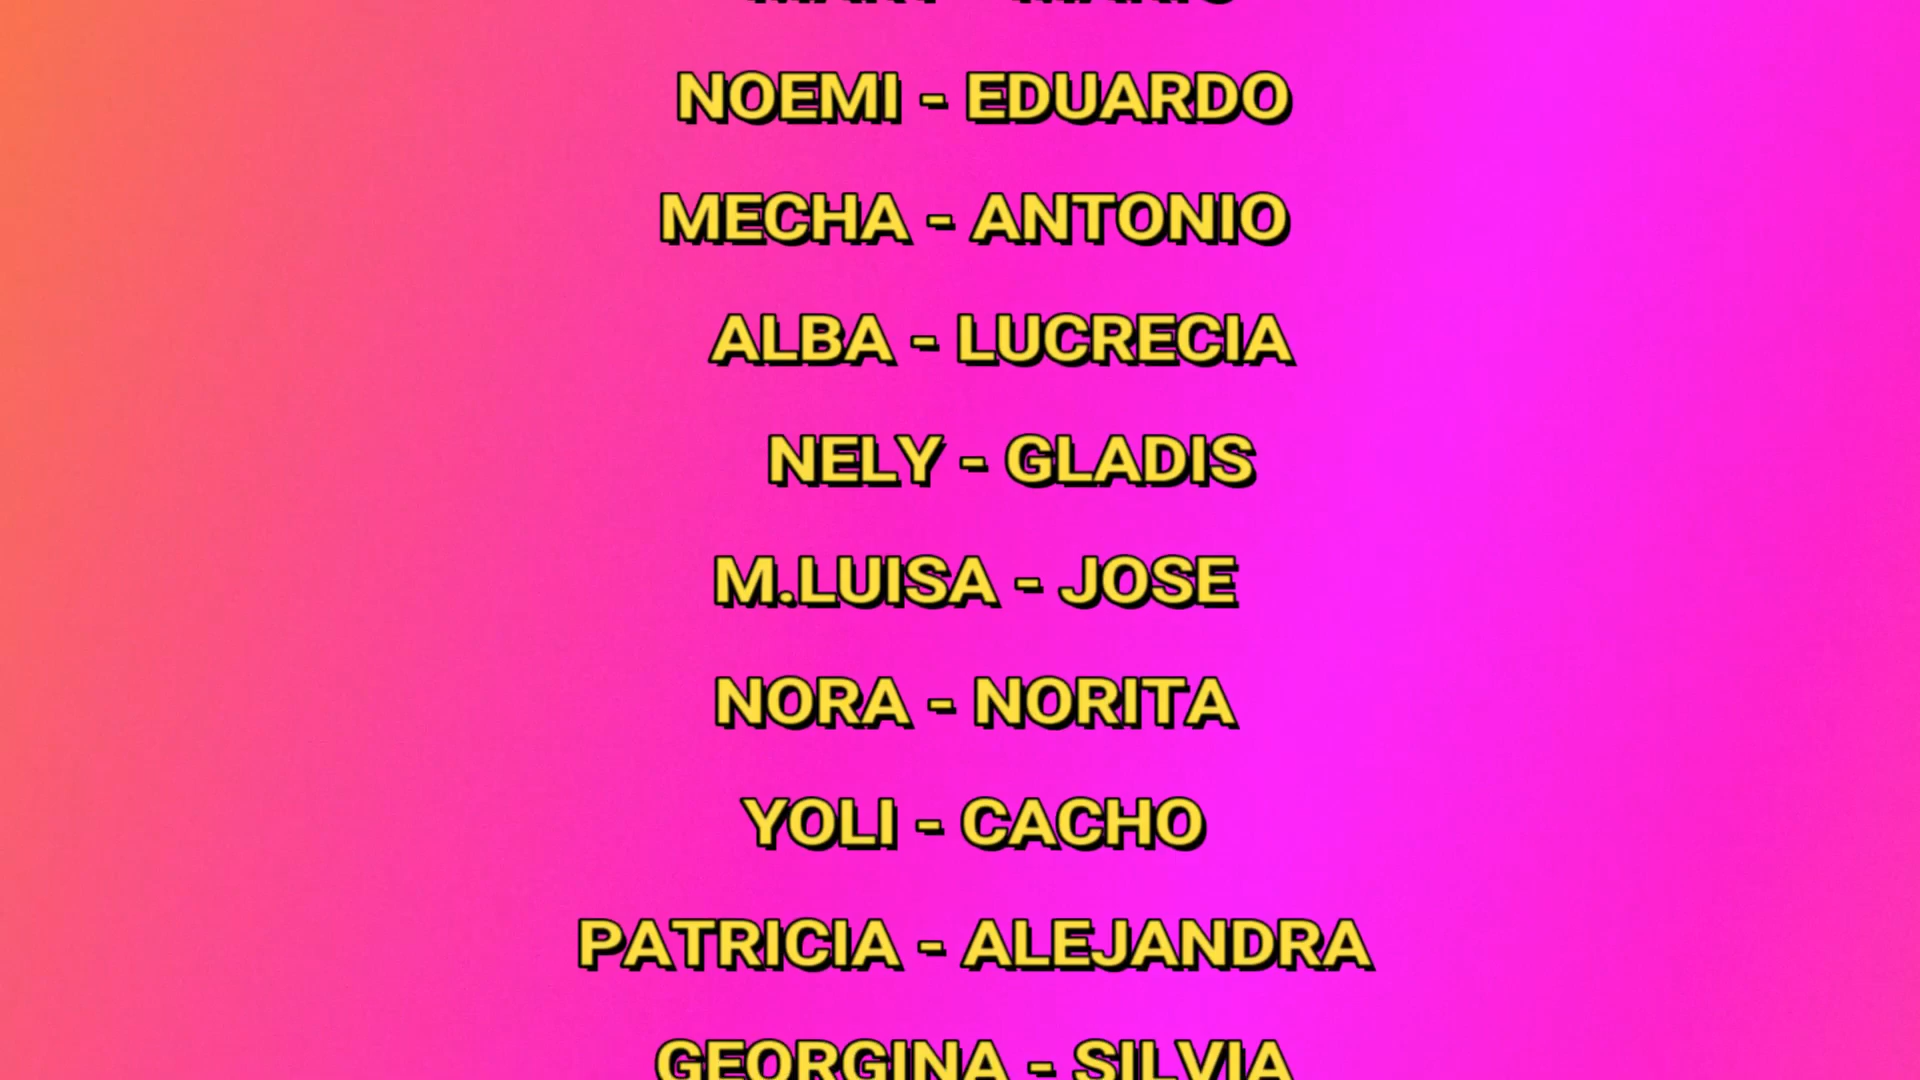 NOEMI - EDUARDO
MECHA - ANTONIO
ALBA - LUCRECIA
NELY - GLADIS
M.LUISA - JOSE
NORA - NORITA
YOLI - CACHO
PATRICIA - ALEJANDRA
GEORGINA - SILVIA